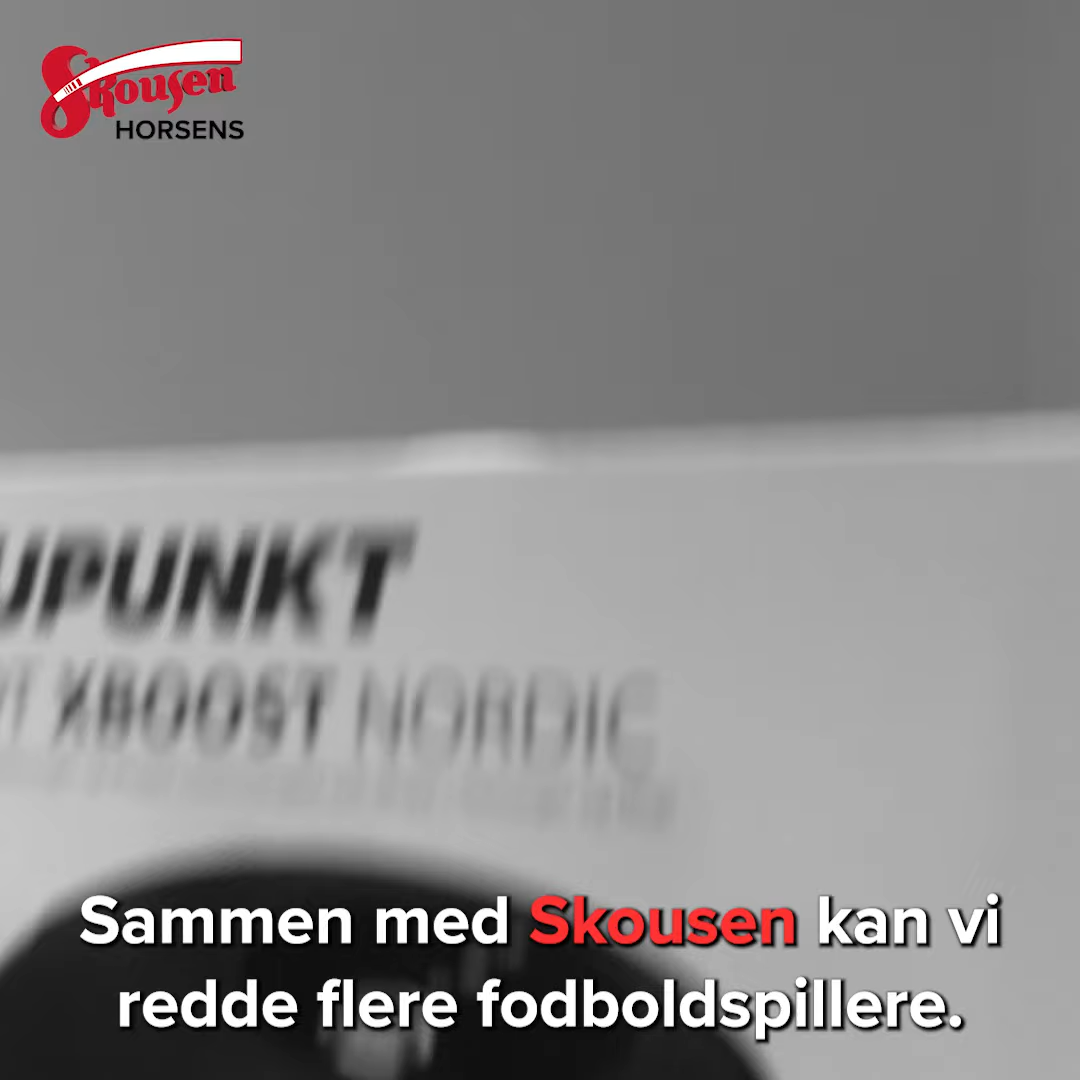 Skousen
HORSENS
UPUNKT
XBOOST NORDIC
Sammen med Skousen kan vi
redde flere fodboldspillere.